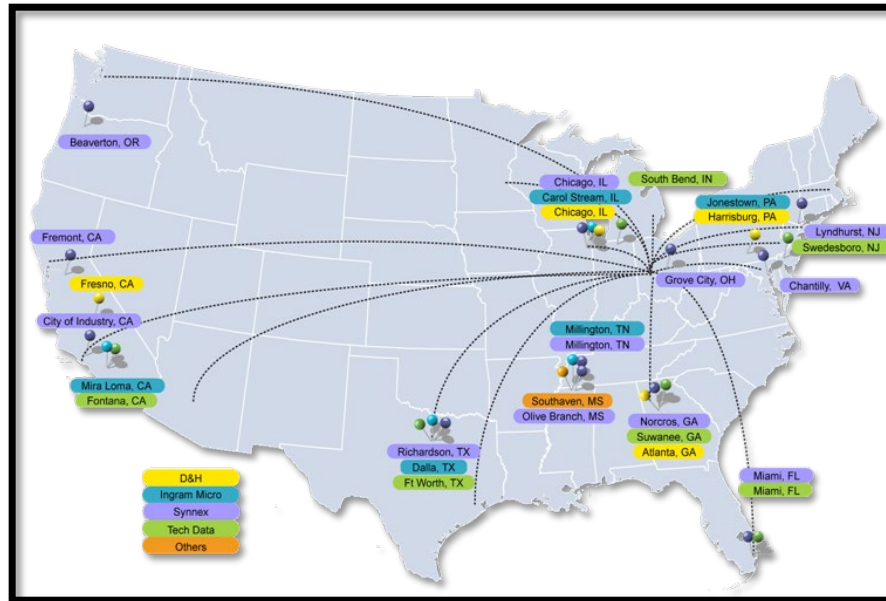 Beaverton, OR
Chicago, IL
Carol Stream, IL
Chicago, IL
South Bend, IN
Jonestown, PA
Harrisburg, PA
Lyndhurst, NJ
Swedesboro, NJ
Chantilly, VA
Grove City, OH
Fremont, CA
Fresno, CA
City of Industry, CA
Mira Loma, CA
Fontana, CA
Millington, TN
Millington, TN
Southaven, MS
Olive Branch, MS
Norcros, GA
Suwanee, GA
Atlanta, GA
Richardson, TX
Dalla, TX
Ft Worth, TX
Miami, FL
Miami, FL
D&H
Ingram Micro
Synnex
Tech Data
Others